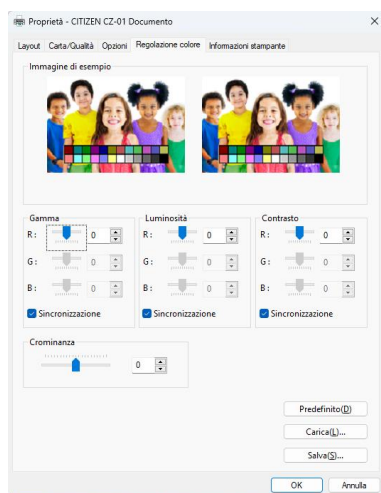 Proprietà - CITIZEN CZ-01 Documento
Layout Carta/Qualità Opzioni Regolazione colore Informazioni stampante
Immagine di esempio
Gamma Luminosità Contrasto
R: 0 R: 0 R: 0
G: 0 G: 0 G: 0
B: 0 B: 0 B: 0
Sincronizzazione Sincronizzazione Sincronizzazione
Crominanza
0
Predefinito(D)
Carica(L)...
Salva(S)...
OK Annulla